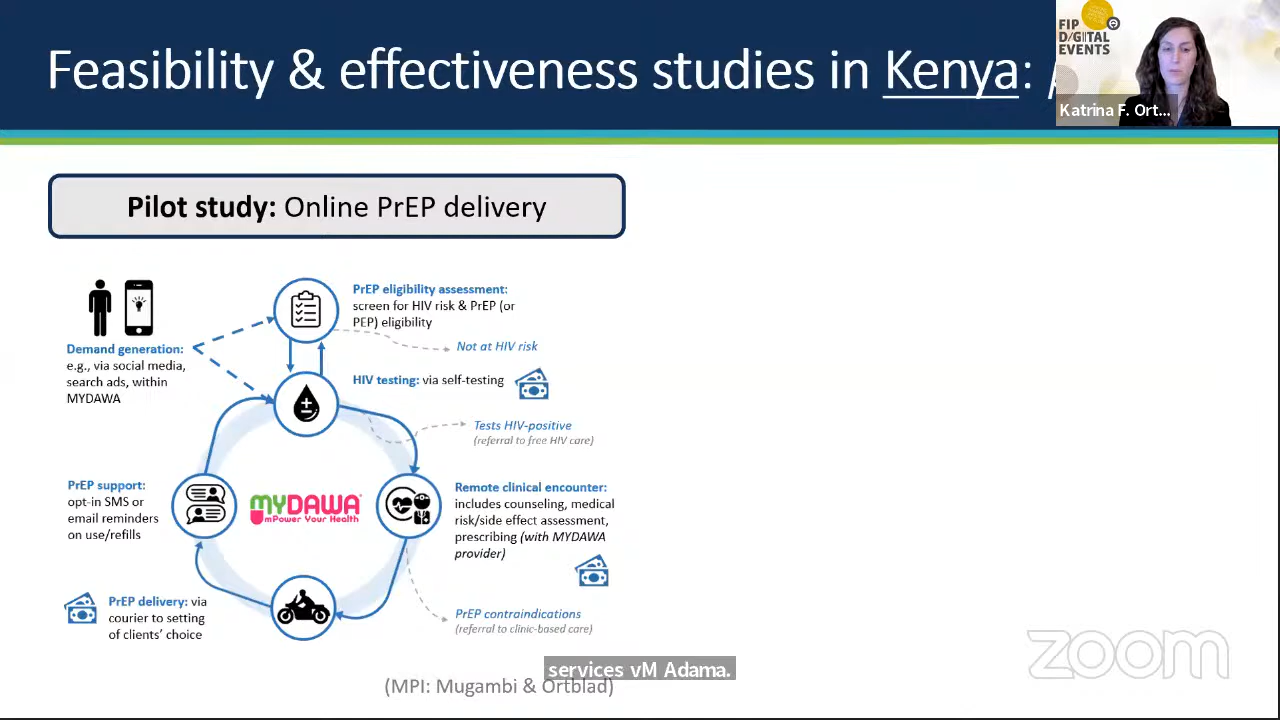 Feasibility & effectiveness studies in Kenya:
FIP
DIGITAL
EVENTS
Katrina F. Ort...
Pilot study: Online PrEP delivery
Demand generation:
e.g., via social media,
search ads, within
MYDAWA
PrEP eligibility assessment:
screen for HIV risk & PrEP (or
PEP) eligibility
Not at HIV risk
HIV testing: via self-testing
Tests HIV-positive
(referral to free HIV care)
PrEP support:
opt-in SMS or
email reminders
on use/refills
MYDAWA
mPower Your Health
Remote clinical encounter:
includes counseling, medical
risk/side effect assessment,
prescribing (with MYDAWA
provider)
PrEP delivery: via
courier to setting
of clients' choice
PrEP contraindications
(referral to clinic-based care)
services vM Adama.
(MPI: Mugambi & Ortblad)
zoom